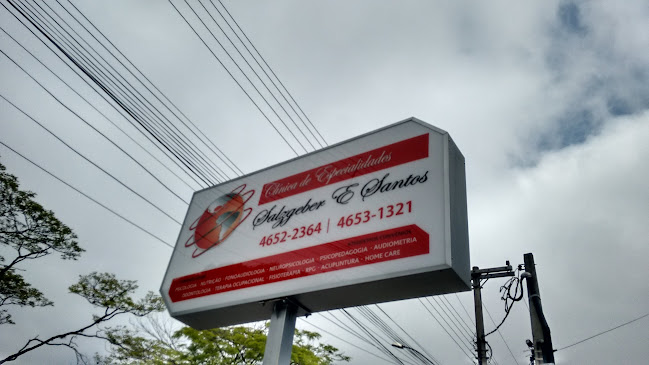 Clínica de Especialidades
Salzgeber E Santos
4652-2364 | 4653-1321
PSICOLOGIA - NUTRIÇÃO - FONOAUDIOLOGIA - NEUROPSICOLOGIA - PSICOPEDAGOGIA - AUDIOMETRIA
ODONTOLOGIA - TERAPIA OCUPACIONAL - FISIOTERAPIA - RPG - ACUPUNTURA - HOME CARE